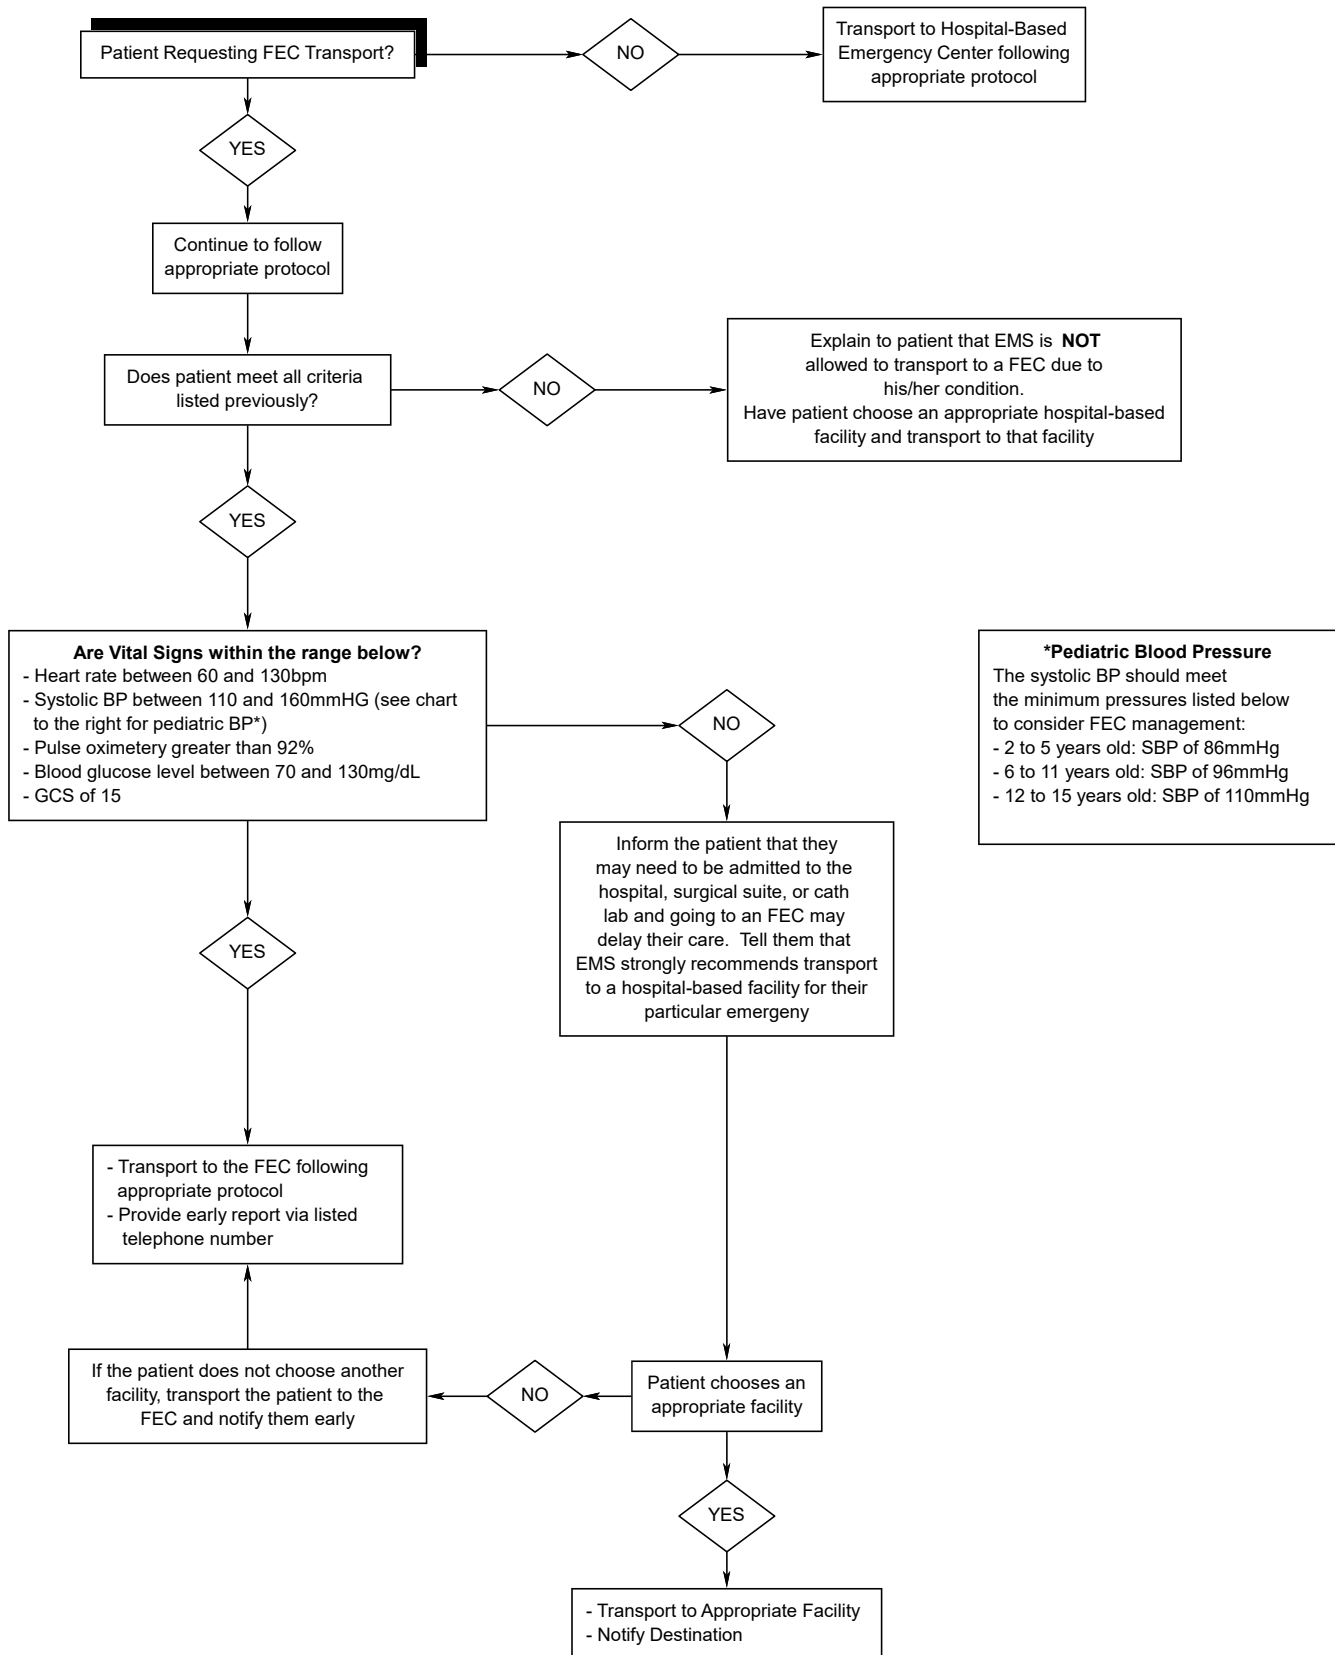 Patient Requesting FEC Transport?
NO
Transport to Hospital-Based
Emergency Center following
appropriate protocol
YES
Continue to follow
appropriate protocol
Does patient meet all criteria
listed previously?
NO
Explain to patient that EMS is NOT
allowed to transport to a FEC due to
his/her condition.
Have patient choose an appropriate hospital-based
facility and transport to that facility
YES
Are Vital Signs within the range below?
- Heart rate between 60 and 130bpm
- Systolic BP between 110 and 160mmHG (see chart
to the right for pediatric BP*)
- Pulse oximetery greater than 92%
- Blood glucose level between 70 and 130mg/dL
- GCS of 15
NO
*Pediatric Blood Pressure
The systolic BP should meet
the minimum pressures listed below
to consider FEC management:
- 2 to 5 years old: SBP of 86mmHg
- 6 to 11 years old: SBP of 96mmHg
- 12 to 15 years old: SBP of 110mmHg
Inform the patient that they
may need to be admitted to the
hospital, surgical suite, or cath
lab and going to an FEC may
delay their care. Tell them that
EMS strongly recommends transport
to a hospital-based facility for their
particular emergeny
YES
- Transport to the FEC following
appropriate protocol
- Provide early report via listed
telephone number
If the patient does not choose another
facility, transport the patient to the
FEC and notify them early
NO
Patient chooses an
appropriate facility
YES
- Transport to Appropriate Facility
- Notify Destination